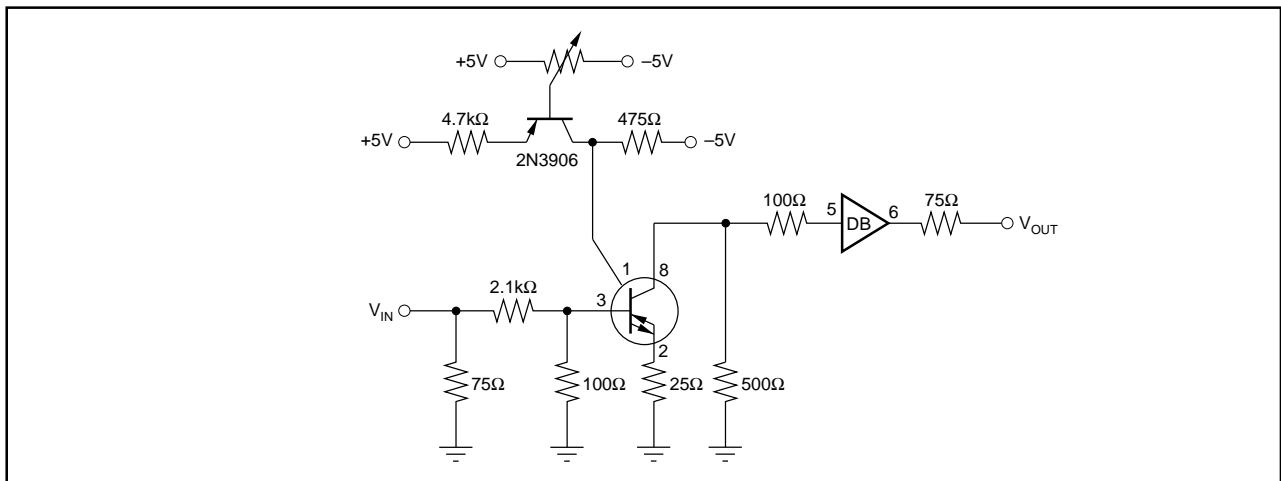 +5V
–5V
4.7kΩ
475Ω
+5V
–5V
2N3906
100Ω
5
DB
6
75Ω
V_OUT
1
8
2.1kΩ
3
V_IN
2
75Ω
100Ω
25Ω
500Ω